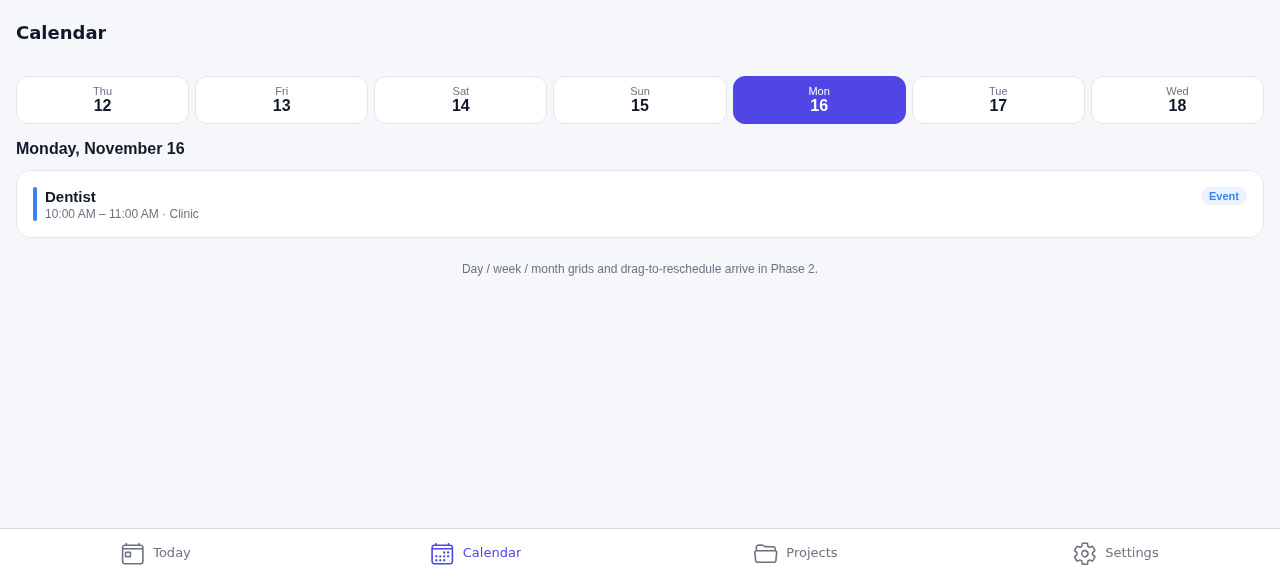 Calendar
Thu
12
Fri
13
Sat
14
Sun
15
Mon
16
Tue
17
Wed
18
Monday, November 16
Dentist
10:00 AM – 11:00 AM · Clinic
Event
Day / week / month grids and drag-to-reschedule arrive in Phase 2.
Today
Calendar
Projects
Settings